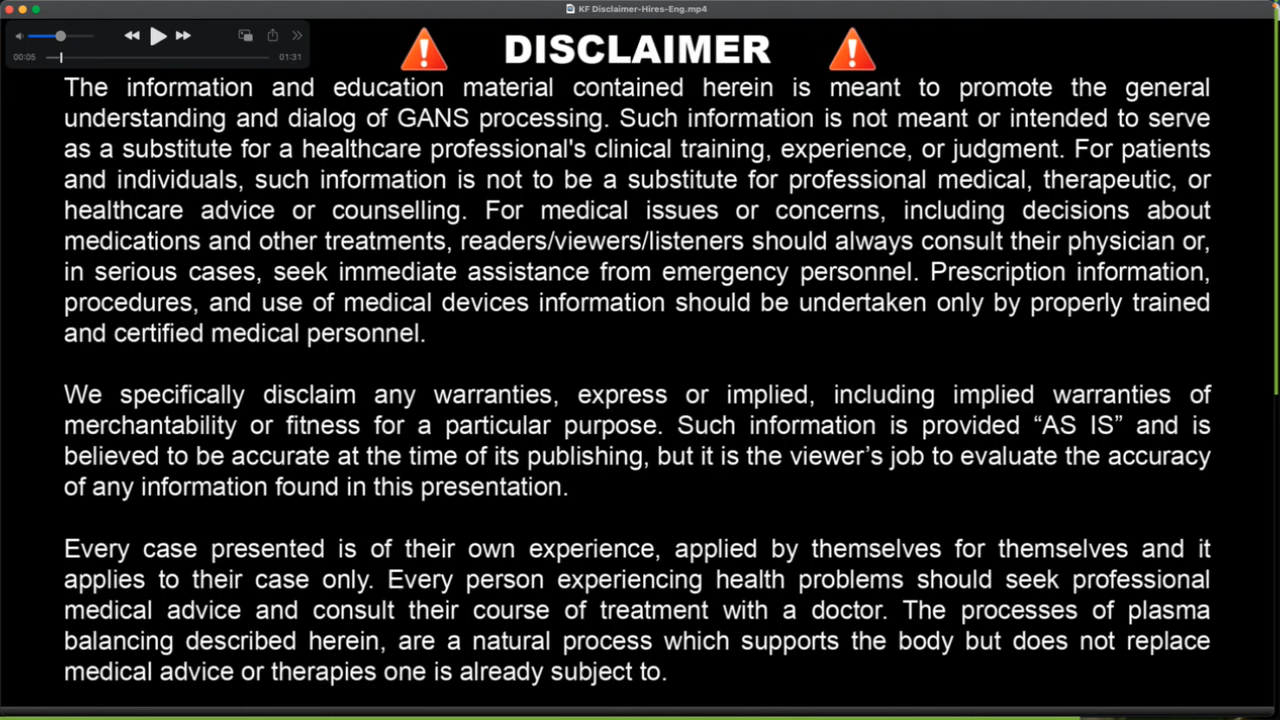 KF Disclaimer-Hires-Eng.mp4
00:05
01:31
DISCLAIMER
The information and education material contained herein is meant to promote the general
understanding and dialog of GANS processing. Such information is not meant or intended to serve
as a substitute for a healthcare professional's clinical training, experience, or judgment. For patients
and individuals, such information is not to be a substitute for professional medical, therapeutic, or
healthcare advice or counselling. For medical issues or concerns, including decisions about
medications and other treatments, readers/viewers/listeners should always consult their physician or,
in serious cases, seek immediate assistance from emergency personnel. Prescription information,
procedures, and use of medical devices information should be undertaken only by properly trained
and certified medical personnel.
We specifically disclaim any warranties, express or implied, including implied warranties of
merchantability or fitness for a particular purpose. Such information is provided “AS IS” and is
believed to be accurate at the time of its publishing, but it is the viewer’s job to evaluate the accuracy
of any information found in this presentation.
Every case presented is of their own experience, applied by themselves for themselves and it
applies to their case only. Every person experiencing health problems should seek professional
medical advice and consult their course of treatment with a doctor. The processes of plasma
balancing described herein, are a natural process which supports the body but does not replace
medical advice or therapies one is already subject to.